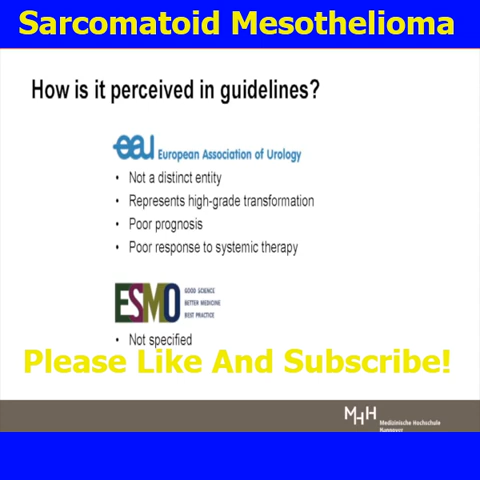 Sarcomatoid Mesothelioma
How is it perceived in guidelines?
eau European Association of Urology
• Not a distinct entity
• Represents high-grade transformation
• Poor prognosis
• Poor response to systemic therapy
ESMO
GOOD SCIENCE
BETTER MEDICINE
BEST PRACTICE
• Not specified
Please Like And Subscribe!
MHH
Medizinische Hochschule
Hannover